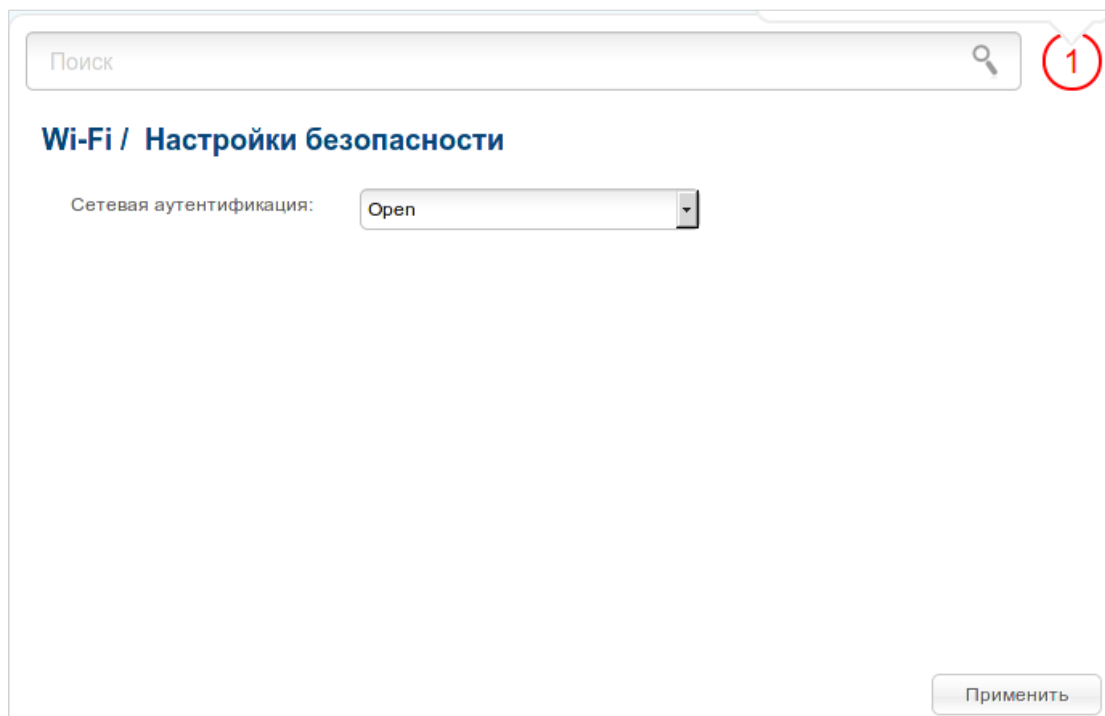 Поиск
1
Wi-Fi / Настройки безопасности
Сетевая аутентификация: Open
Применить